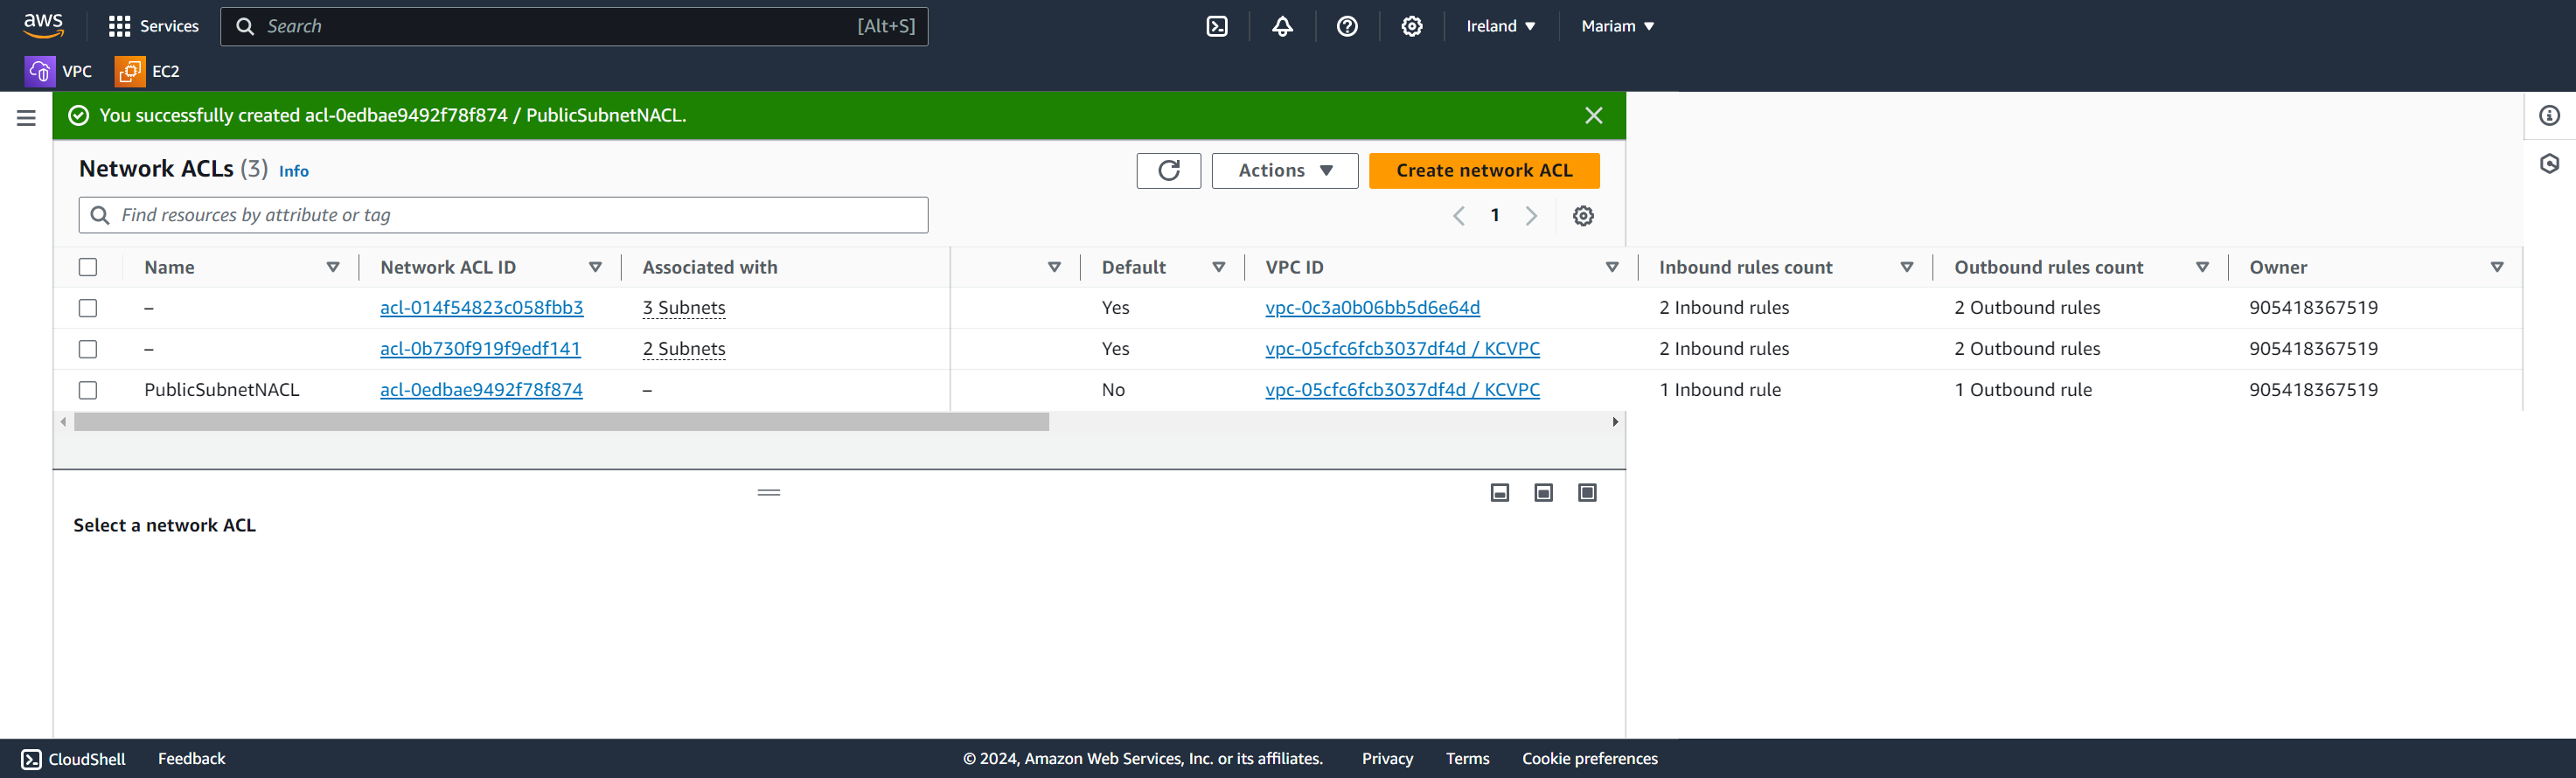 aws Services Search [Alt+S] Ireland Mariam
VPC EC2
You successfully created acl-0edbae9492f78f874 / PublicSubnetNACL.
Network ACLs (3) Info Actions Create network ACL
Find resources by attribute or tag 1
Name Network ACL ID Associated with Default VPC ID Inbound rules count Outbound rules count Owner
– acl-014f54823c058fbb3 3 Subnets Yes vpc-0c3a0b06bb5d6e64d 2 Inbound rules 2 Outbound rules 905418367519
– acl-0b730f919f9edf141 2 Subnets Yes vpc-05cfc6fcb3037df4d / KCVPC 2 Inbound rules 2 Outbound rules 905418367519
PublicSubnetNACL acl-0edbae9492f78f874 – No vpc-05cfc6fcb3037df4d / KCVPC 1 Inbound rule 1 Outbound rule 905418367519
Select a network ACL
CloudShell Feedback © 2024, Amazon Web Services, Inc. or its affiliates. Privacy Terms Cookie preferences